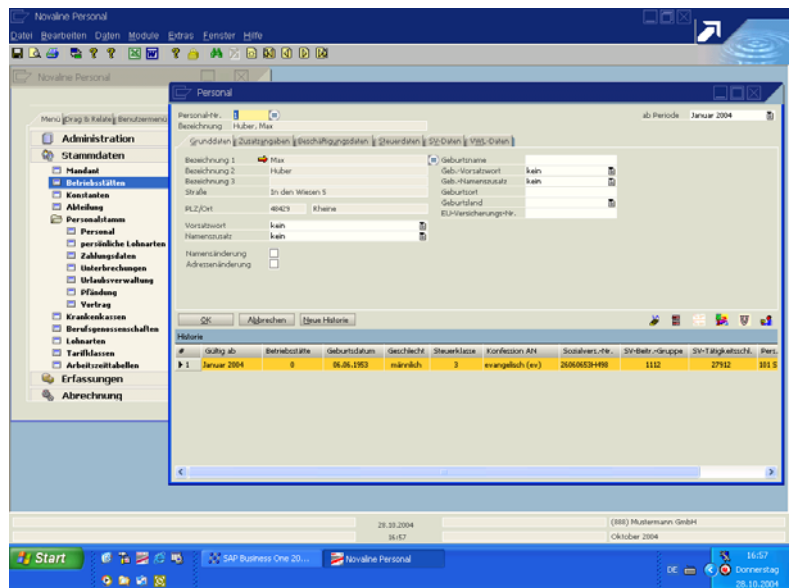 Novaline Personal
Datei Bearbeiten Daten Module Extras Fenster Hilfe
Novaline Personal
Menü Drag & Relate Benutzermenü
Administration
Stammdaten
Mandant
Betriebsstätten
Konstanten
Abteilung
Personalstamm
Personal
persönliche Lohnarten
Zahlungsdaten
Unterbrechungen
Urlaubsverwaltung
Pfändung
Vertrag
Krankenkassen
Berufsgenossenschaften
Lohnarten
Tarifklassen
Arbeitszeittabellen
Erfassungen
Abrechnung
Personal
Personal-Nr. 1 ab Periode Januar 2004
Bezeichnung Huber, Max
Grunddaten Zusatzangaben Beschäftigungsdaten Steuerdaten SV-Daten VWL-Daten
Bezeichnung 1 Max Geburtsname
Bezeichnung 2 Huber Geb.-Vorsatzwort kein
Bezeichnung 3 Geb.-Namenszusatz kein
Straße In den Wiesen 5 Geburtsort
Geburtsland
PLZ/Ort 48429 Rheine EU-Versicherungs-Nr.
Vorsatzwort kein
Namenszusatz kein
Namensänderung
Adressenänderung
OK Abbrechen Neue Historie
Historie
# Gültig ab Betriebsstätte Geburtsdatum Geschlecht Steuerklasse Konfession AN Sozialvers.-Nr. SV-Beitr.-Gruppe SV-Tätigkeitsschl. Pers.
1 Januar 2004 0 06.06.1953 männlich 3 evangelisch (ev) 26060653H498 1112 27912 101 S
28.10.2004 (888) Mustermann GmbH
16:57 Oktober 2004
Start SAP Business One 20... Novaline Personal
DE 16:57
Donnerstag
28.10.2004